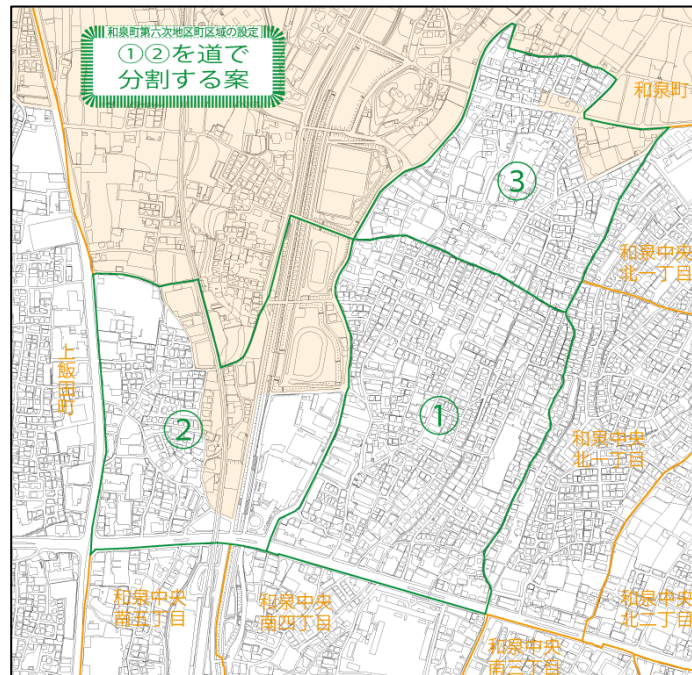 和泉町第六次地区町区域の設定
①②を道で
分割する案
和泉町
③
和泉中央
北一丁目
上飯田町
①
②
和泉中央
北一丁目
和泉中央
南五丁目
和泉中央
南四丁目
和泉中央
北二丁目
和泉中央
南三丁目